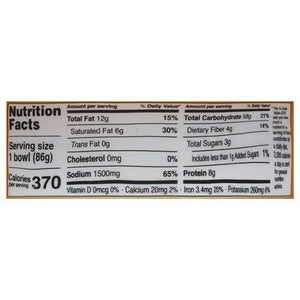 Nutrition Facts
Serving size
1 bowl (86g)
Calories per serving 370
Amount per serving % Daily Value*
Total Fat 12g 15%
Saturated Fat 6g 30%
Trans Fat 0g
Cholesterol 0mg 0%
Sodium 1500mg 65%
Amount per serving % Daily Value*
Total Carbohydrate 58g 21%
Dietary Fiber 4g 14%
Total Sugars 3g
Includes less than 1g Added Sugars 1%
Protein 8g
Vitamin D 0mcg 0% • Calcium 20mg 2% • Iron 3.4mg 20% • Potassium 260mg 6%